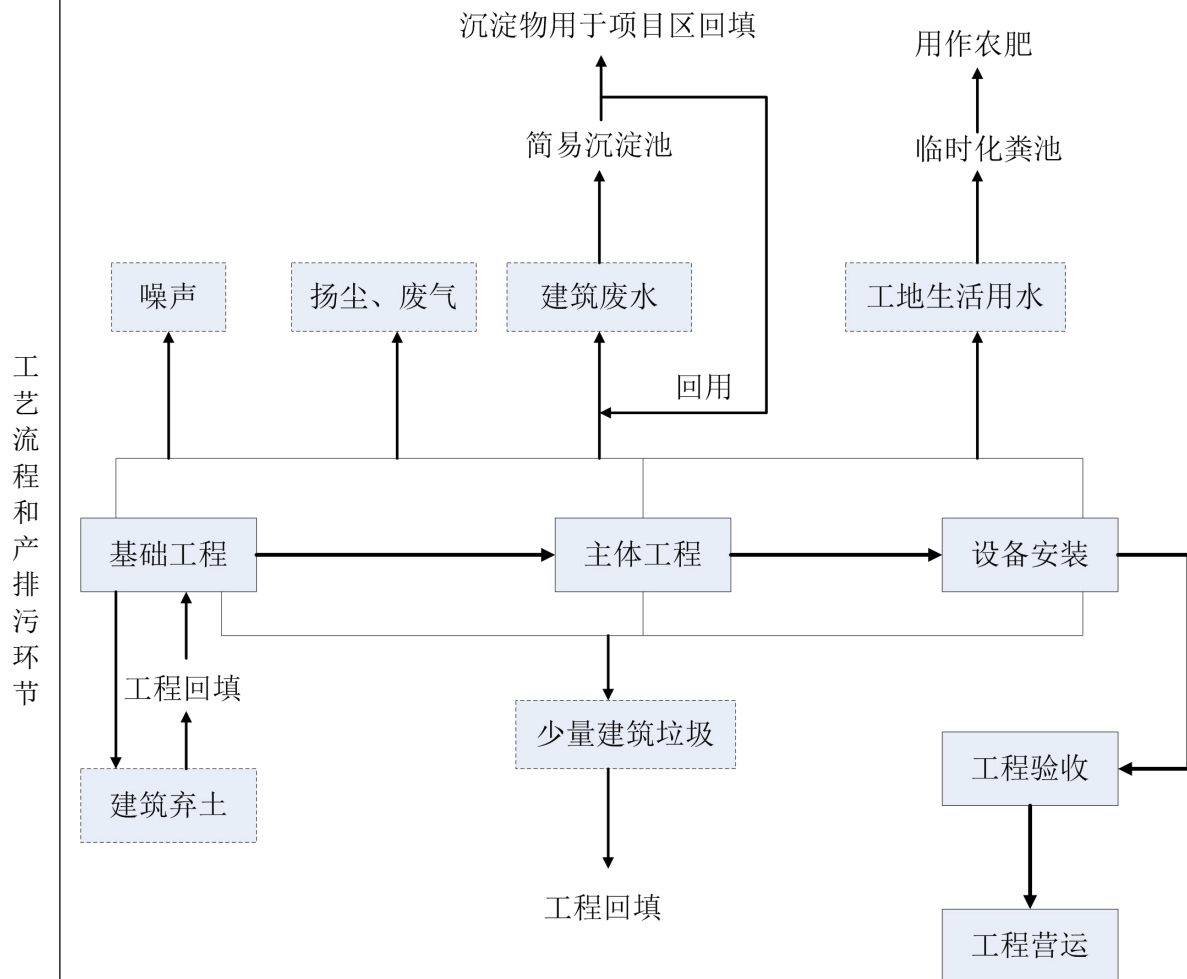 沉淀物用于项目区回填
用作农肥
简易沉淀池
临时化粪池
噪声
扬尘、废气
建筑废水
工地生活用水
回用
工艺流程和产排污环节
基础工程
主体工程
设备安装
工程回填
少量建筑垃圾
工程验收
建筑弃土
工程回填
工程营运